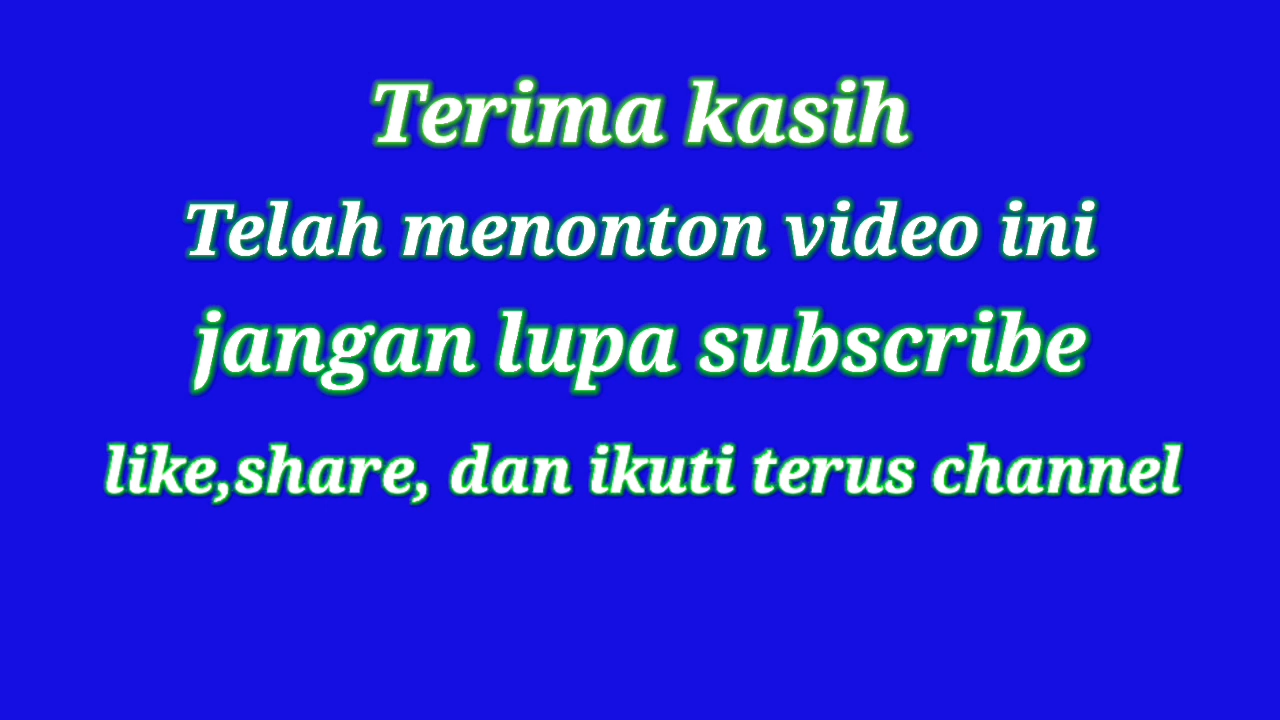 Terima kasih
Telah menonton video ini
jangan lupa subscribe
like,share, dan ikuti terus channel